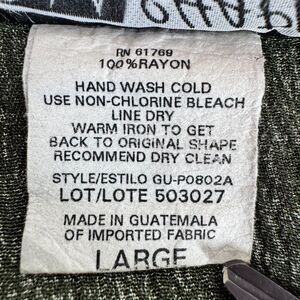 RN 61769
100% RAYON
HAND WASH COLD
USE NON-CHLORINE BLEACH
LINE DRY
WARM IRON TO GET
BACK TO ORIGINAL SHAPE
RECOMMEND DRY CLEAN
STYLE/ESTILO GU-P0802A
LOT/LOTE 503027
MADE IN GUATEMALA
OF IMPORTED FABRIC
LARGE